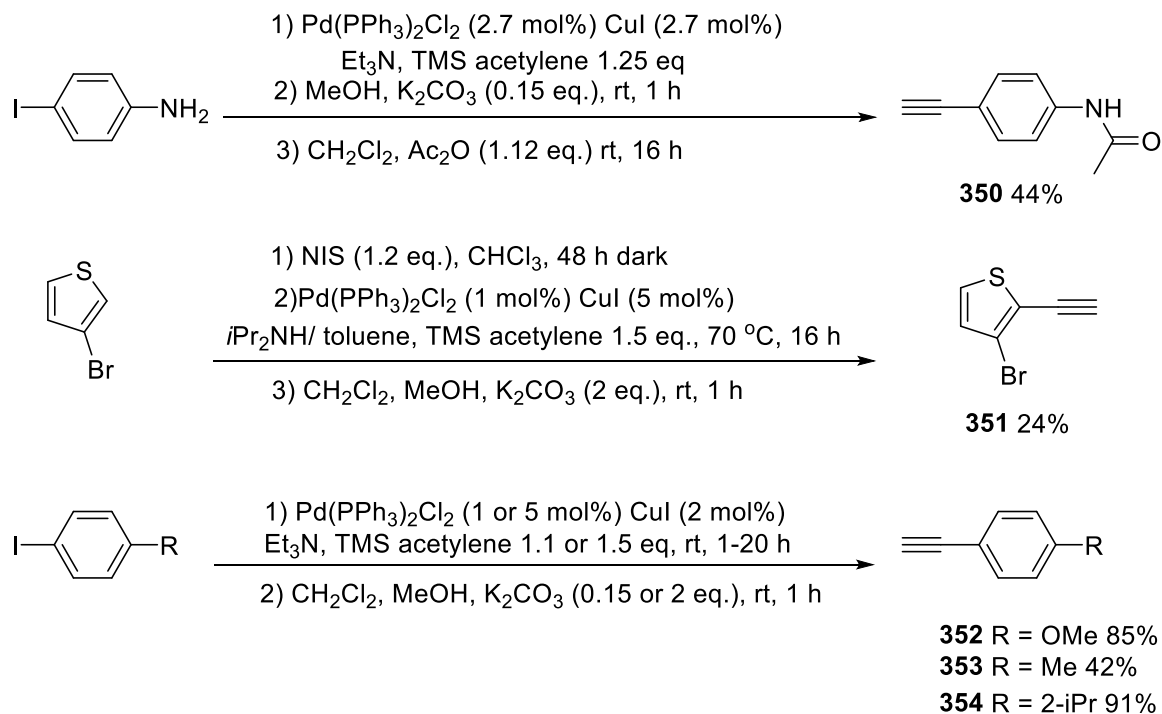 1) Pd(PPh3)2Cl2 (2.7 mol%) CuI (2.7 mol%)
Et3N, TMS acetylene 1.25 eq
2) MeOH, K2CO3 (0.15 eq.), rt, 1 h
3) CH2Cl2, Ac2O (1.12 eq.) rt, 16 h
I
NH2
NH
O
350 44%
1) NIS (1.2 eq.), CHCl3, 48 h dark
2)Pd(PPh3)2Cl2 (1 mol%) CuI (5 mol%)
iPr2NH/ toluene, TMS acetylene 1.5 eq., 70 oC, 16 h
3) CH2Cl2, MeOH, K2CO3 (2 eq.), rt, 1 h
S
Br
S
Br
351 24%
1) Pd(PPh3)2Cl2 (1 or 5 mol%) CuI (2 mol%)
Et3N, TMS acetylene 1.1 or 1.5 eq, rt, 1-20 h
2) CH2Cl2, MeOH, K2CO3 (0.15 or 2 eq.), rt, 1 h
I
R
R
352 R = OMe 85%
353 R = Me 42%
354 R = 2-iPr 91%